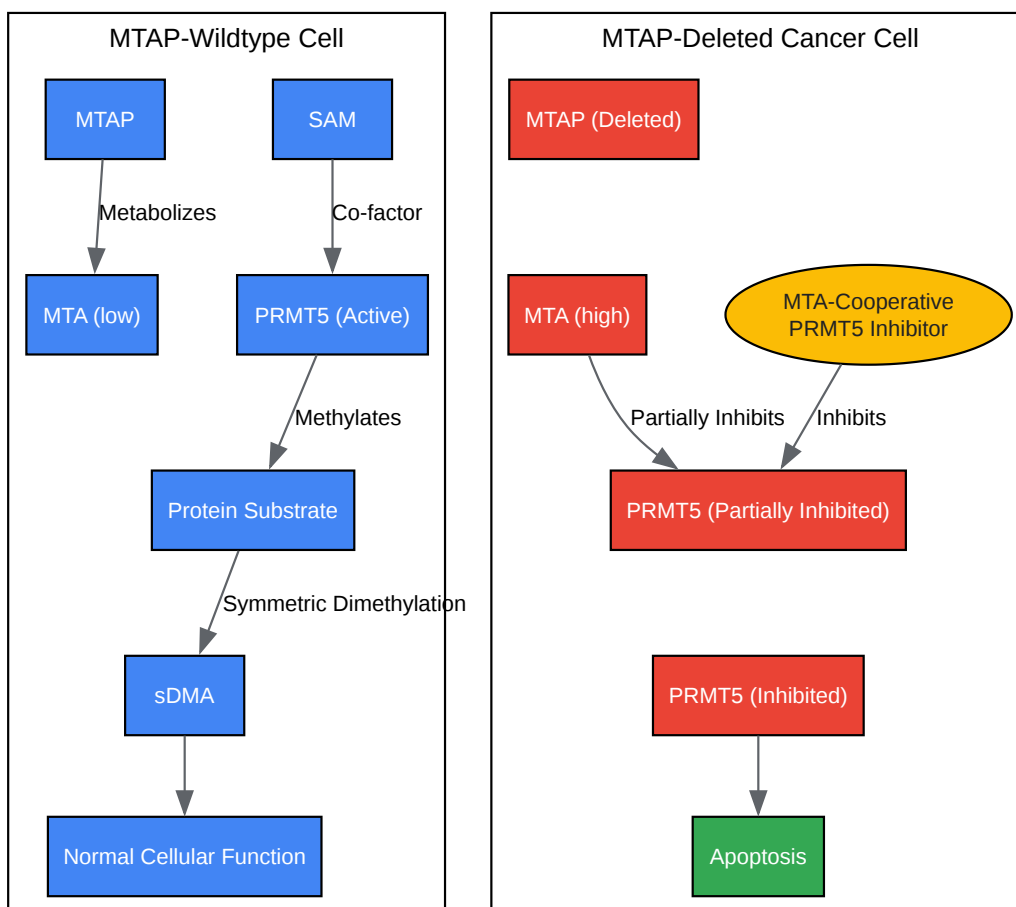 MTAP-Wildtype Cell
MTAP
SAM
Metabolizes
Co-factor
MTA (low)
PRMT5 (Active)
Methylates
Protein Substrate
Symmetric Dimethylation
sDMA
Normal Cellular Function
MTAP-Deleted Cancer Cell
MTAP (Deleted)
MTA (high)
MTA-Cooperative
PRMT5 Inhibitor
Partially Inhibits
Inhibits
PRMT5 (Partially Inhibited)
PRMT5 (Inhibited)
Apoptosis